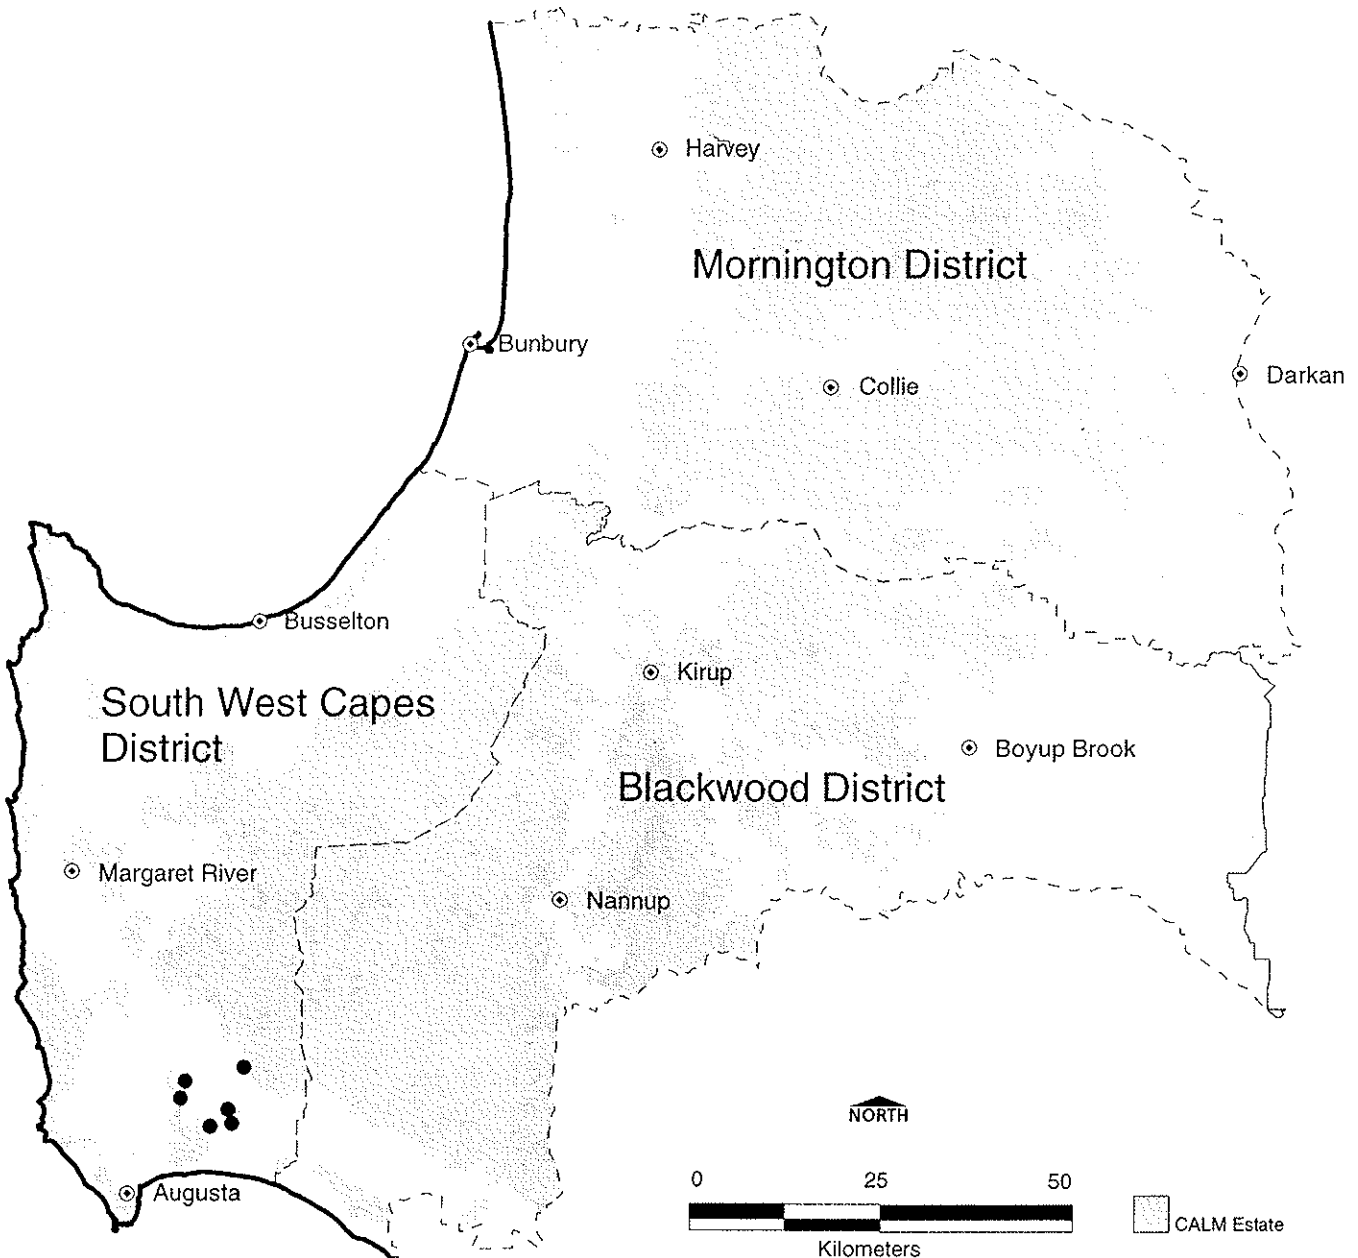 Harvey
Mornington District
Bunbury
Collie
Darkan
Busselton
Kirup
South West Capes
District
Boyup Brook
Blackwood District
Margaret River
Nannup
NORTH
0 25 50
Augusta
CALM Estate
Kilometers